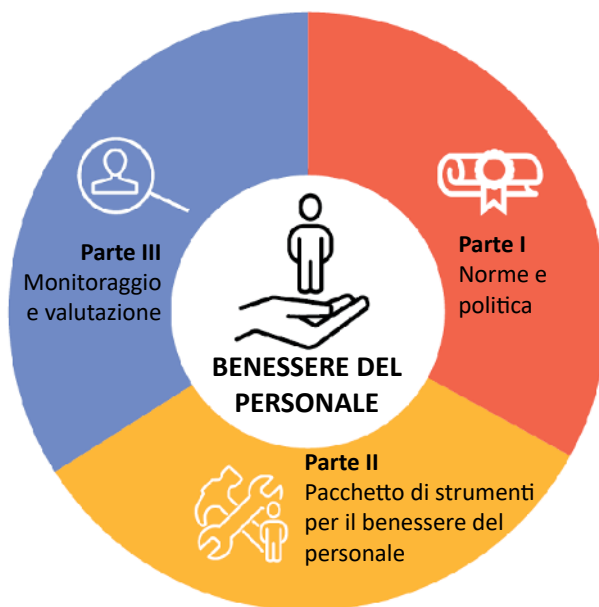 Parte I
Norme e
politica
Parte II
Pacchetto di strumenti
per il benessere del
personale
Parte III
Monitoraggio
e valutazione
BENESSERE DEL
PERSONALE